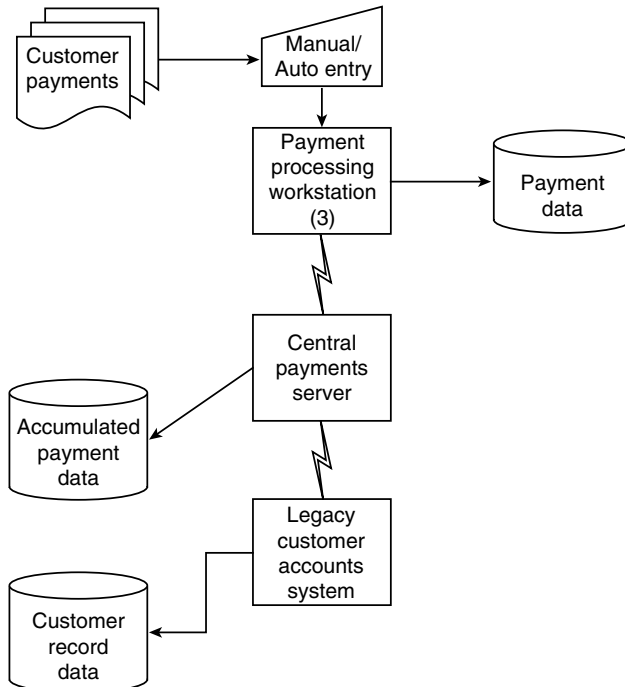 Customer
payments
Manual/
Auto entry
Payment
processing
workstation
(3)
Payment
data
Central
payments
server
Accumulated
payment
data
Legacy
customer
accounts
system
Customer
record
data